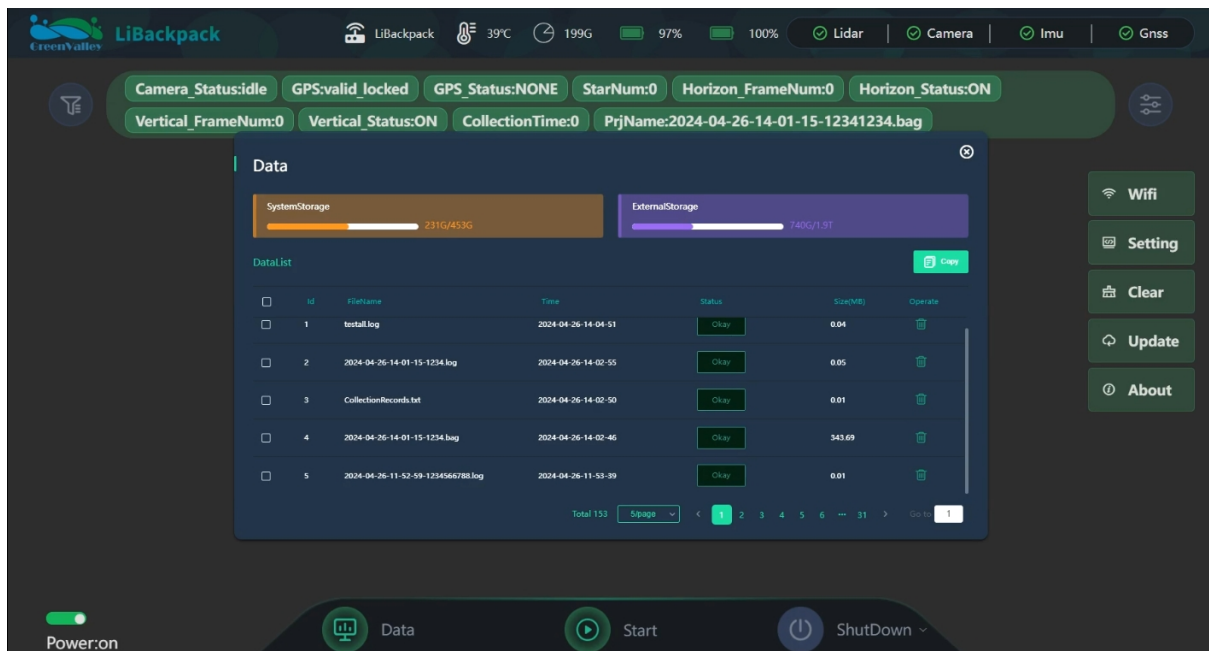 GreenValley LiBackpack LiBackpack 39℃ 199G 97% 100% Lidar Camera Imu Gnss
Camera_Status:idle GPS:valid_locked GPS_Status:NONE StarNum:0 Horizon_FrameNum:0 Horizon_Status:ON
Vertical_FrameNum:0 Vertical_Status:ON CollectionTime:0 PrjName:2024-04-26-14-01-15-12341234.bag
Data
SystemStorage ExternalStorage
231G/453G 740G/1.9T
DataList Copy
Id FileName Time Status Size(MB) Operate
1 testall.log 2024-04-26-14-04-51 Okay 0.04
2 2024-04-26-14-01-15-1234.log 2024-04-26-14-02-55 Okay 0.05
3 CollectionRecords.txt 2024-04-26-14-02-50 Okay 0.01
4 2024-04-26-14-01-15-1234.bag 2024-04-26-14-02-46 Okay 343.69
5 2024-04-26-11-52-59-1234566788.log 2024-04-26-11-53-39 Okay 0.01
Total 153 5/page 1 2 3 4 5 6 ··· 31 Go to 1
Wifi
Setting
Clear
Update
About
Power:on
Data
Start
ShutDown